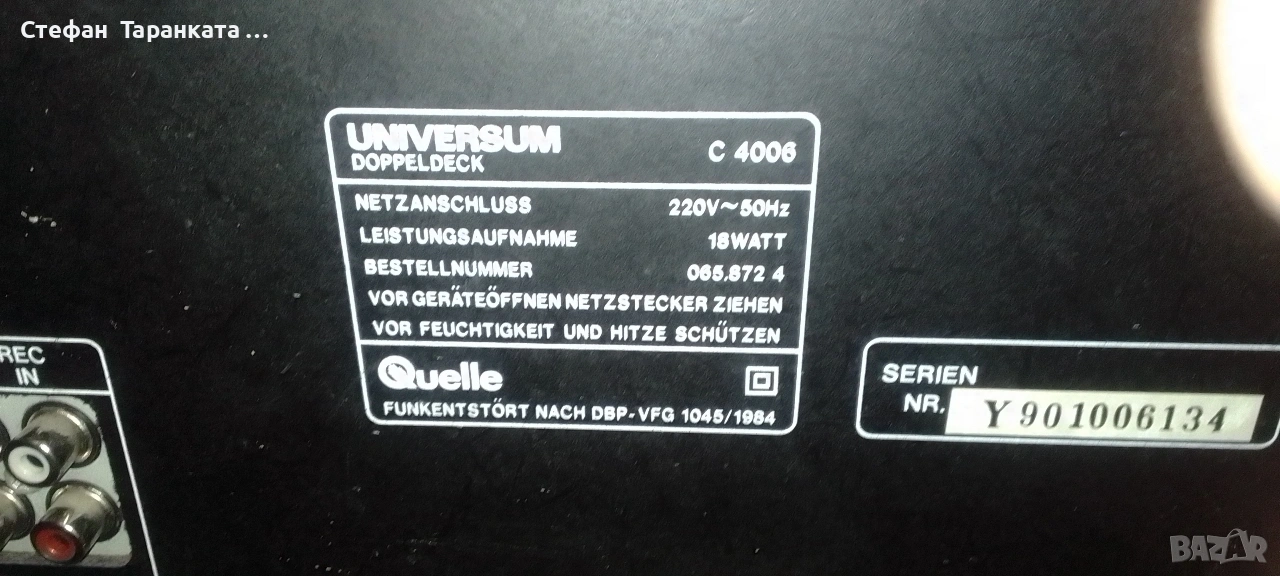 Стефан Таранката ...
UNIVERSUM
DOPPELDECK
C 4006
NETZANSCHLUSS 220V~50Hz
LEISTUNGSAUFNAHME 18WATT
BESTELLNUMMER 065.872 4
VOR GERÄTEÖFFNEN NETZSTECKER ZIEHEN
VOR FEUCHTIGKEIT UND HITZE SCHÜTZEN
Quelle
FUNKENTSTÖRT NACH DBP-VFG 1045/1984
REC
IN
SERIEN
NR. Y 901006134
BAZAR